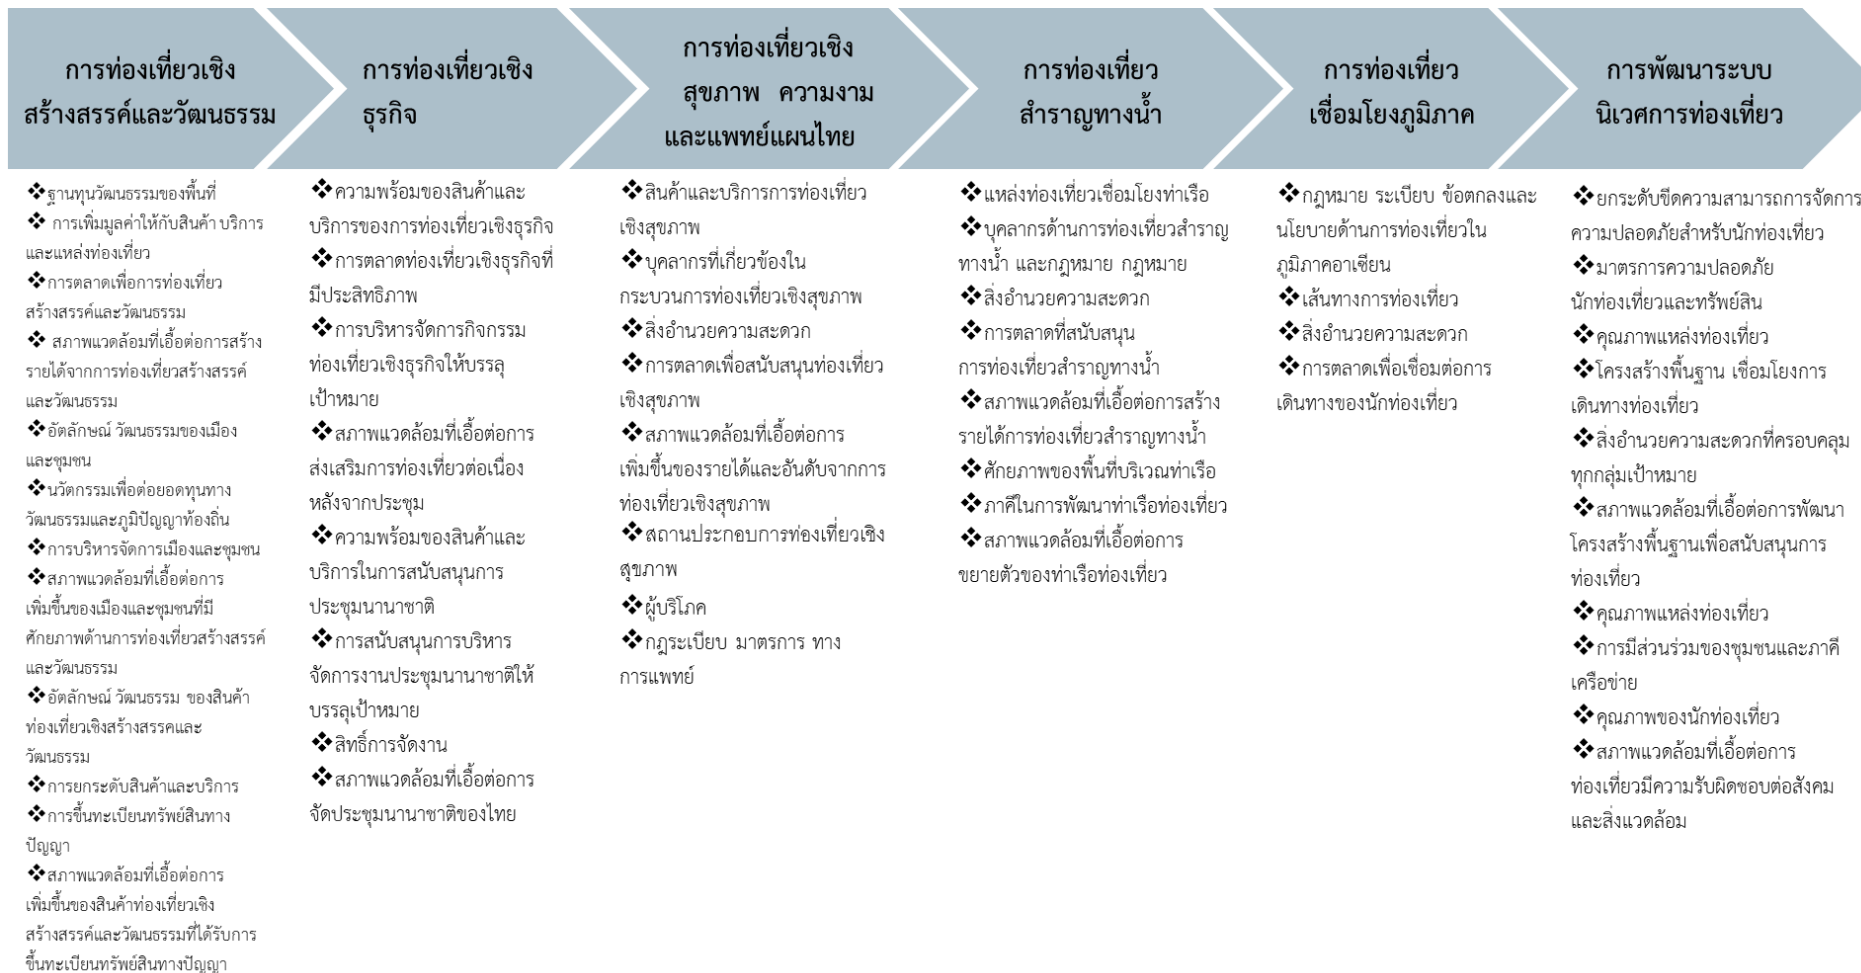 การท่องเที่ยวเชิง
สร้างสรรค์และวัฒนธรรม
❖ฐานทุนวัฒนธรรมของพื้นที่
❖ การเพิ่มมูลค่าให้กับสินค้า บริการ
และแหล่งท่องเที่ยว
❖การตลาดเพื่อการท่องเที่ยว
สร้างสรรค์และวัฒนธรรม
❖ สภาพแวดล้อมที่เอื้อต่อการสร้าง
รายได้จากการท่องเที่ยวสร้างสรรค์
และวัฒนธรรม
❖อัตลักษณ์ วัฒนธรรมของเมือง
และชุมชน
❖นวัตกรรมเพื่อต่อยอดทุนทาง
วัฒนธรรมและภูมิปัญญาท้องถิ่น
❖การบริหารจัดการเมืองและชุมชน
❖สภาพแวดล้อมที่เอื้อต่อการ
เพิ่มขึ้นของเมืองและชุมชนที่มี
ศักยภาพด้านการท่องเที่ยวสร้างสรรค์
และวัฒนธรรม
❖อัตลักษณ์ วัฒนธรรม ของสินค้า
ท่องเที่ยวเชิงสร้างสรรคและ
วัฒนธรรม
❖การยกระดับสินค้าและบริการ
❖การขึ้นทะเบียนทรัพย์สินทาง
ปัญญา
❖สภาพแวดล้อมที่เอื้อต่อการ
เพิ่มขึ้นของสินค้าท่องเที่ยวเชิง
สร้างสรรค์และวัฒนธรรมที่ได้รับการ
ขึ้นทะเบียนทรัพย์สินทางปัญญา
การท่องเที่ยวเชิง
ธุรกิจ
❖ความพร้อมของสินค้าและ
บริการของการท่องเที่ยวเชิงธุรกิจ
❖การตลาดท่องเที่ยวเชิงธุรกิจที่
มีประสิทธิภาพ
❖การบริหารจัดการกิจกรรม
ท่องเที่ยวเชิงธุรกิจให้บรรลุ
เป้าหมาย
❖สภาพแวดล้อมที่เอื้อต่อการ
ส่งเสริมการท่องเที่ยวต่อเนื่อง
หลังจากประชุม
❖ความพร้อมของสินค้าและ
บริการในการสนับสนุนการ
ประชุมนานาชาติ
❖การสนับสนุนการบริหาร
จัดการงานประชุมนานาชาติให้
บรรลุเป้าหมาย
❖สิทธิ์การจัดงาน
❖สภาพแวดล้อมที่เอื้อต่อการ
จัดประชุมนานาชาติของไทย
การท่องเที่ยวเชิง
สุขภาพ ความงาม
และแพทย์แผนไทย
❖สินค้าและบริการการท่องเที่ยว
เชิงสุขภาพ
❖บุคลากรที่เกี่ยวข้องใน
กระบวนการท่องเที่ยวเชิงสุขภาพ
❖สิ่งอำนวยความสะดวก
❖การตลาดเพื่อสนับสนุนท่องเที่ยว
เชิงสุขภาพ
❖สภาพแวดล้อมที่เอื้อต่อการ
เพิ่มขึ้นของรายได้และอันดับจากการ
ท่องเที่ยวเชิงสุขภาพ
❖สถานประกอบการท่องเที่ยวเชิง
สุขภาพ
❖ผู้บริโภค
❖กฎระเบียบ มาตรการ ทาง
การแพทย์
การท่องเที่ยว
สำราญทางน้ำ
❖แหล่งท่องเที่ยวเชื่อมโยงท่าเรือ
❖บุคลากรด้านการท่องเที่ยวสำราญ
ทางน้ำ และกฎหมาย กฎหมาย
❖สิ่งอำนวยความสะดวก
❖การตลาดที่สนับสนุน
การท่องเที่ยวสำราญทางน้ำ
❖สภาพแวดล้อมที่เอื้อต่อการสร้าง
รายได้การท่องเที่ยวสำราญทางน้ำ
❖ศักยภาพของพื้นที่บริเวณท่าเรือ
❖ภาคีในการพัฒนาท่าเรือท่องเที่ยว
❖สภาพแวดล้อมที่เอื้อต่อการ
ขยายตัวของท่าเรือท่องเที่ยว
การท่องเที่ยว
เชื่อมโยงภูมิภาค
❖กฎหมาย ระเบียบ ข้อตกลงและ
นโยบายด้านการท่องเที่ยวใน
ภูมิภาคอาเซียน
❖เส้นทางการท่องเที่ยว
❖สิ่งอำนวยความสะดวก
❖การตลาดเพื่อเชื่อมต่อการ
เดินทางของนักท่องเที่ยว
การพัฒนาระบบ
นิเวศการท่องเที่ยว
❖ยกระดับขีดความสามารถการจัดการ
ความปลอดภัยสำหรับนักท่องเที่ยว
❖มาตรการความปลอดภัย
นักท่องเที่ยวและทรัพย์สิน
❖คุณภาพแหล่งท่องเที่ยว
❖โครงสร้างพื้นฐาน เชื่อมโยงการ
เดินทางท่องเที่ยว
❖สิ่งอำนวยความสะดวกที่ครอบคลุม
ทุกกลุ่มเป้าหมาย
❖สภาพแวดล้อมที่เอื้อต่อการพัฒนา
โครงสร้างพื้นฐานเพื่อสนับสนุนการ
ท่องเที่ยว
❖คุณภาพแหล่งท่องเที่ยว
❖การมีส่วนร่วมของชุมชนและภาคี
เครือข่าย
❖คุณภาพของนักท่องเที่ยว
❖สภาพแวดล้อมที่เอื้อต่อการ
ท่องเที่ยวมีความรับผิดชอบต่อสังคม
และสิ่งแวดล้อม